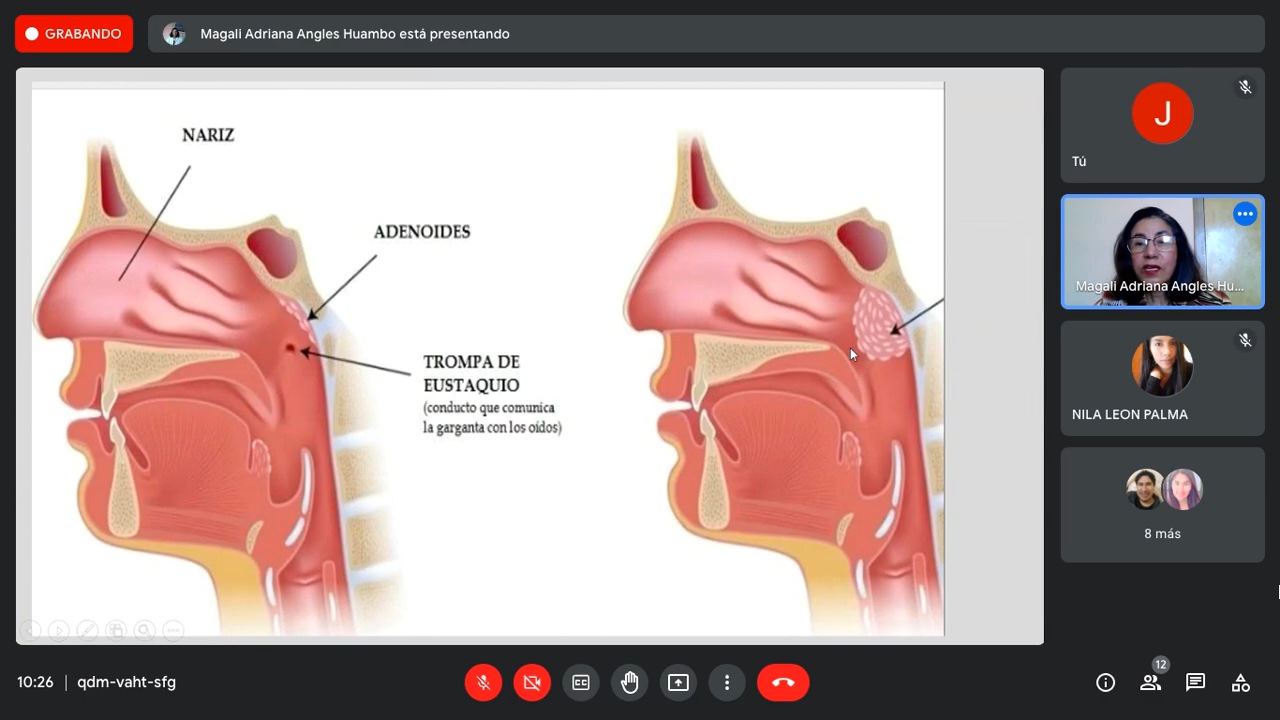 GRABANDO
Magali Adriana Angles Huambo está presentando
NARIZ
ADENOIDES
TROMPA DE
EUSTAQUIO
(conducto que comunica
la garganta con los oídos)
J
Tú
Magali Adriana Angles Hu...
NILA LEON PALMA
8 más
10:26 | qdm-vaht-sfg
CC
12